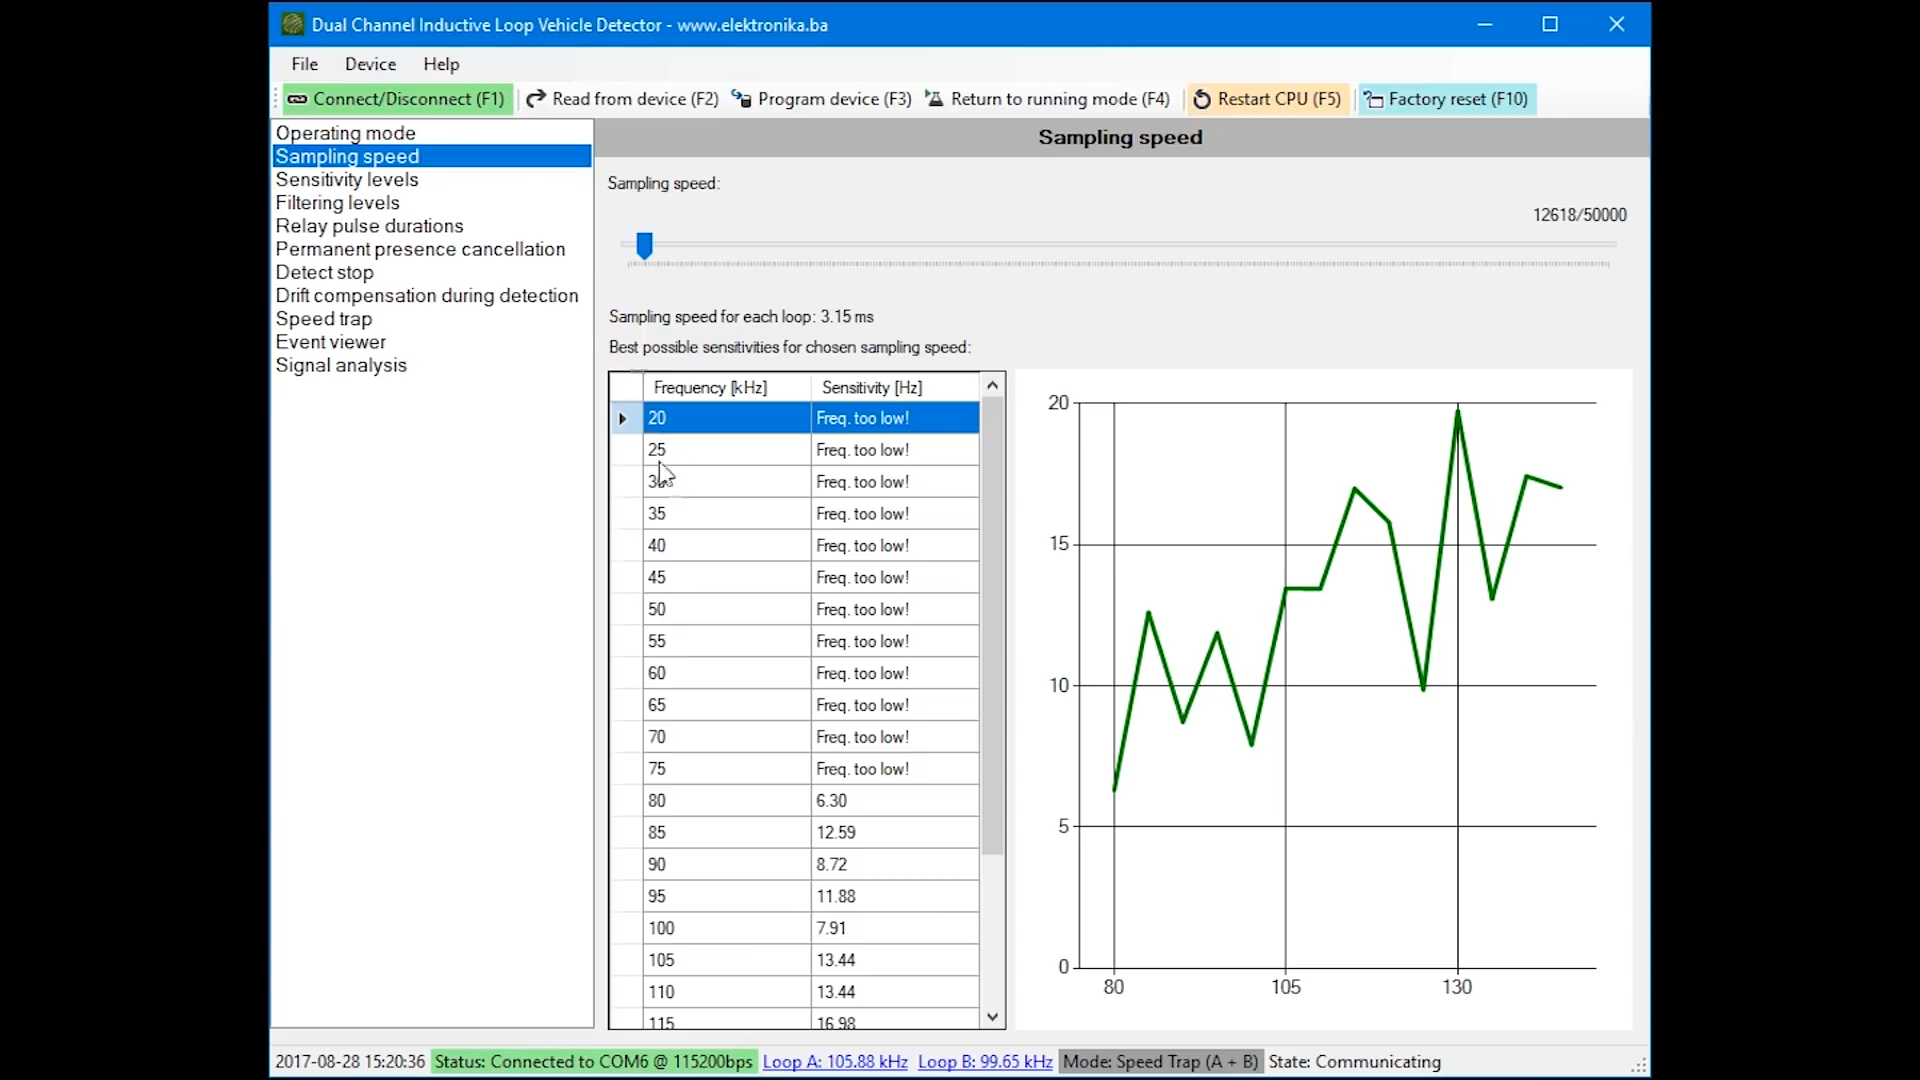 Dual Channel Inductive Loop Vehicle Detector - www.elektronika.ba
File Device Help
Connect/Disconnect (F1) Read from device (F2) Program device (F3) Return to running mode (F4) Restart CPU (F5) Factory reset (F10)
Operating mode
Sampling speed
Sensitivity levels
Filtering levels
Relay pulse durations
Permanent presence cancellation
Detect stop
Drift compensation during detection
Speed trap
Event viewer
Signal analysis
Sampling speed
Sampling speed:
12618/50000
Sampling speed for each loop: 3.15 ms
Best possible sensitivities for chosen sampling speed:
Frequency [kHz] Sensitivity [Hz]
20 Freq. too low!
25 Freq. too low!
Freq. too low!
35 Freq. too low!
40 Freq. too low!
45 Freq. too low!
50 Freq. too low!
55 Freq. too low!
60 Freq. too low!
65 Freq. too low!
70 Freq. too low!
75 Freq. too low!
80 6.30
85 12.59
90 8.72
95 11.88
100 7.91
105 13.44
110 13.44
115 16.98
20
15
10
5
0
80 105 130
2017-08-28 15:20:36 Status: Connected to COM6 @ 115200bps Loop A: 105.88 kHz Loop B: 99.65 kHz Mode: Speed Trap (A + B) State: Communicating